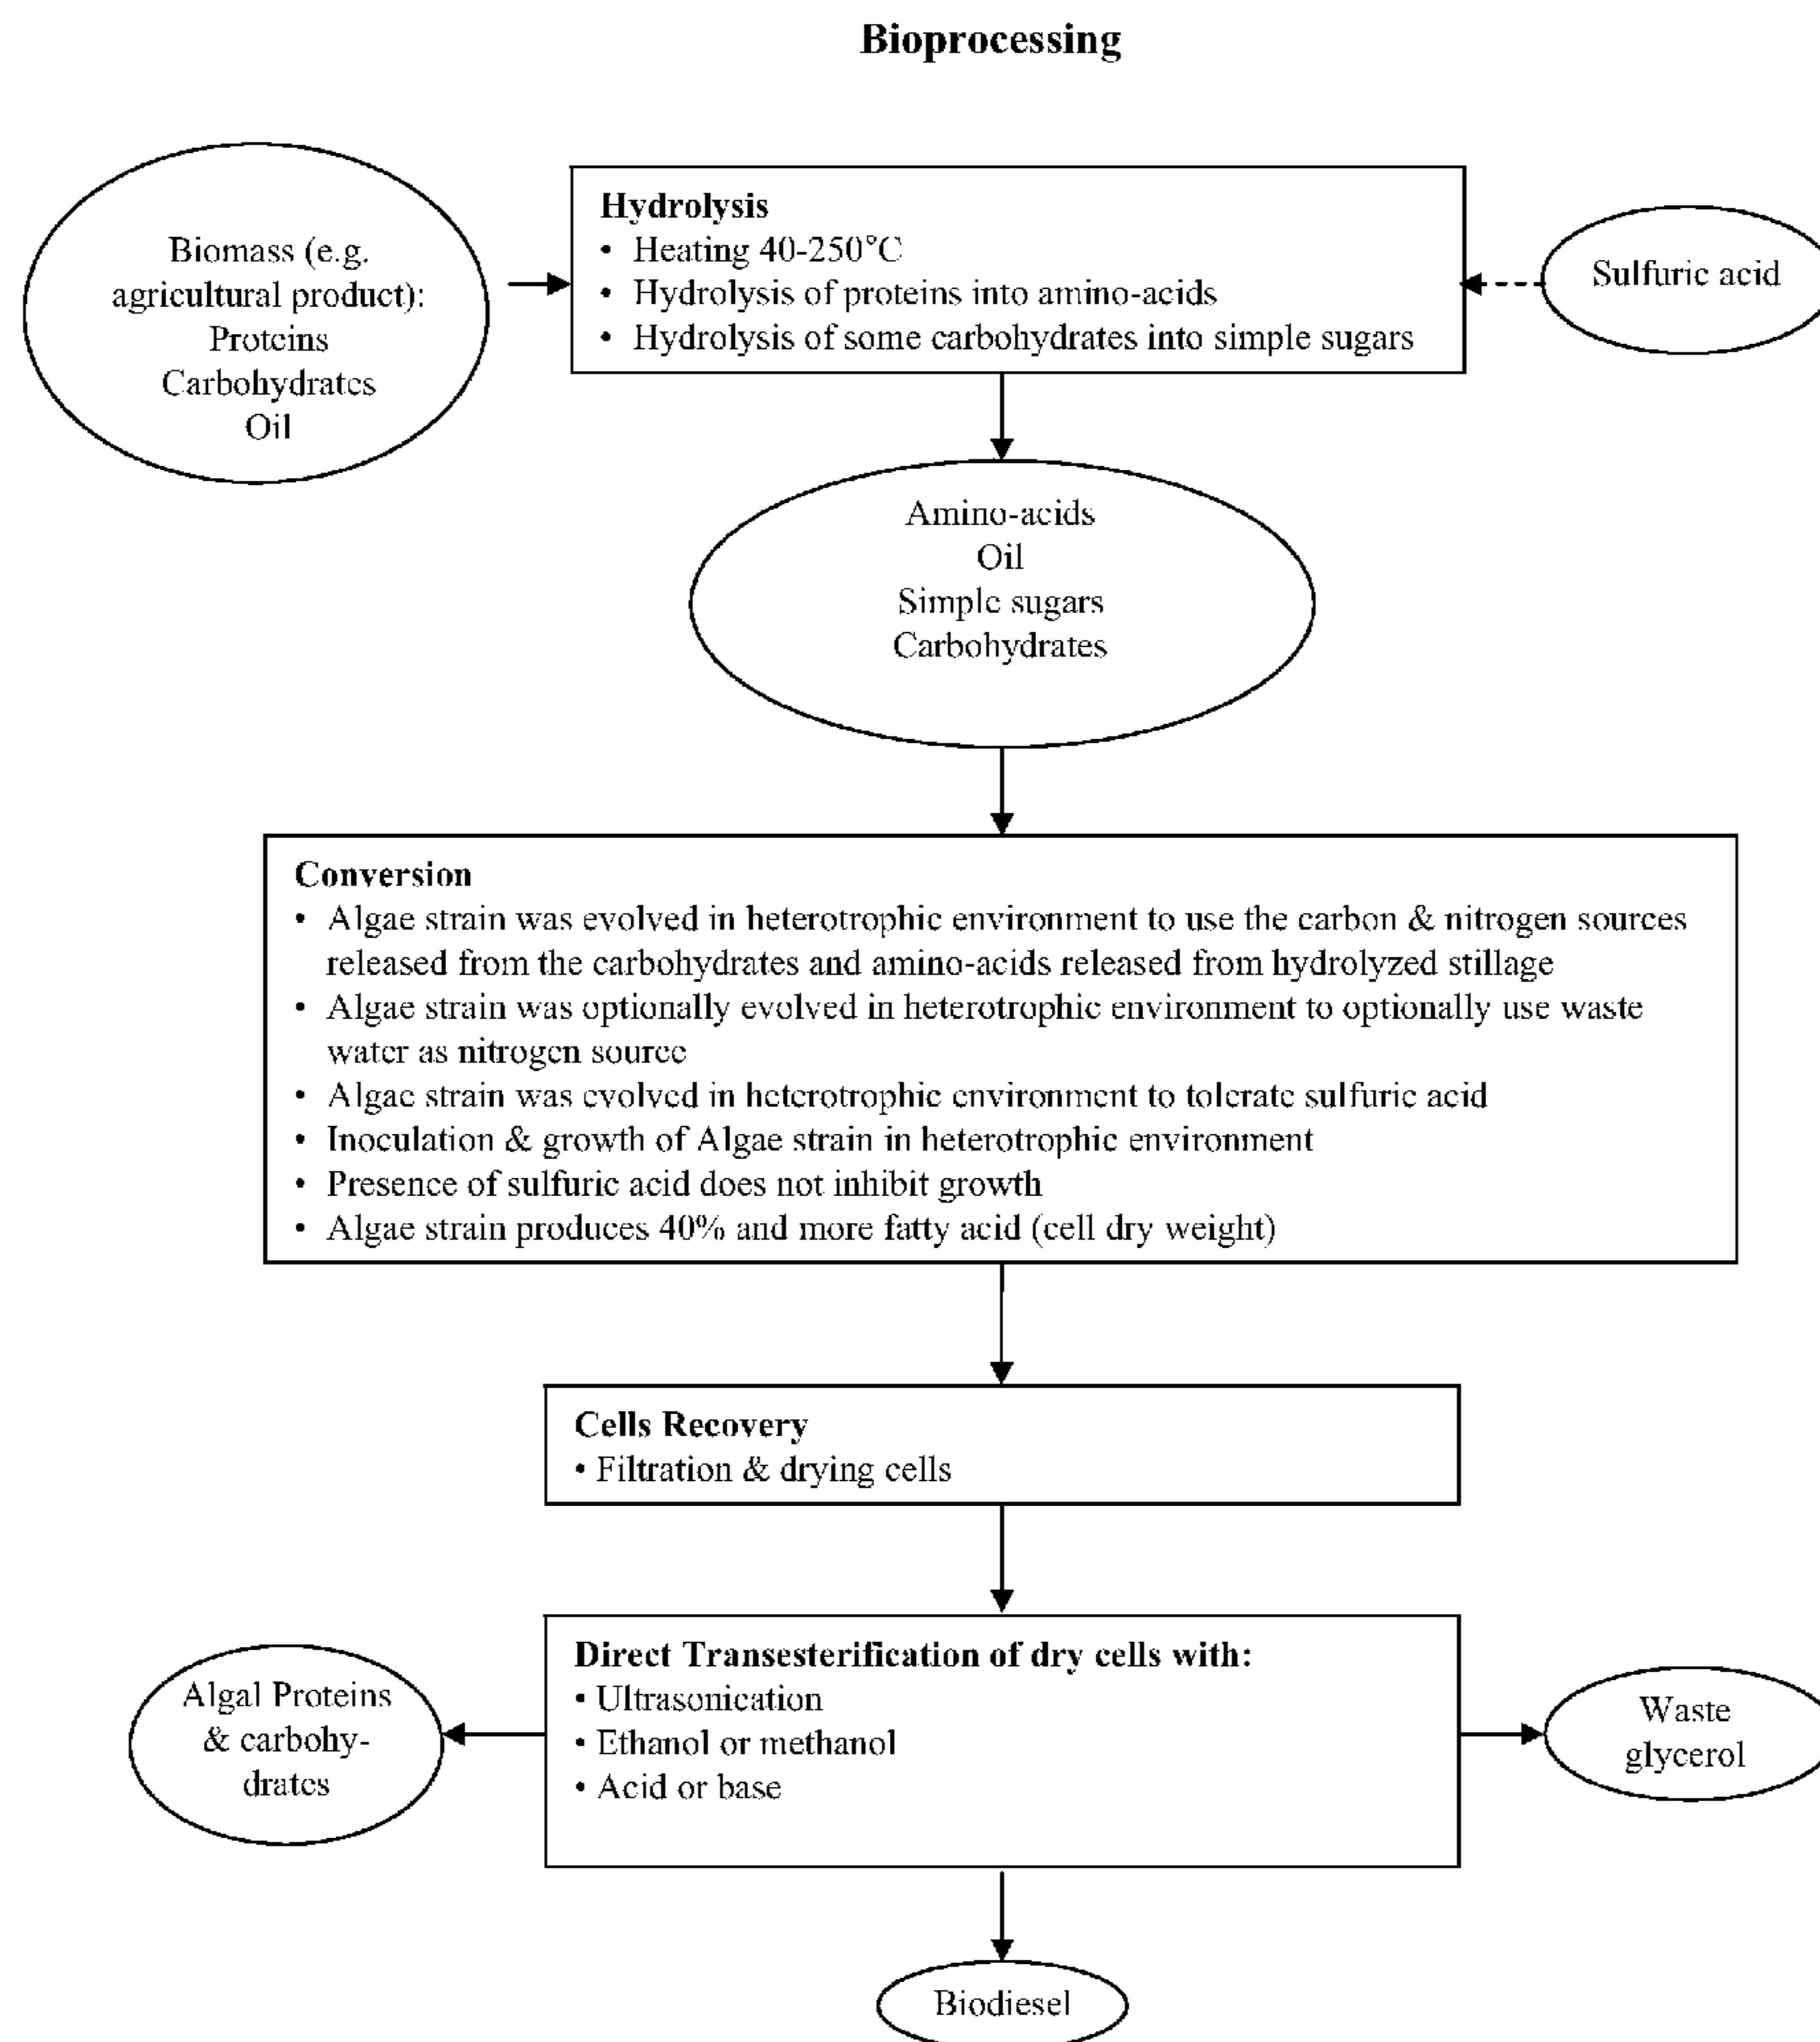 Bioprocessing
Biomass (e.g.
agricultural product):
Proteins
Carbohydrates
Oil
Hydrolysis
• Heating 40-250°C
• Hydrolysis of proteins into amino-acids
• Hydrolysis of some carbohydrates into simple sugars
Sulfuric acid
Amino-acids
Oil
Simple sugars
Carbohydrates
Conversion
• Algae strain was evolved in heterotrophic environment to use the carbon & nitrogen sources
released from the carbohydrates and amino-acids released from hydrolyzed stillage
• Algae strain was optionally evolved in heterotrophic environment to optionally use waste
water as nitrogen source
• Algae strain was evolved in heterotrophic environment to tolerate sulfuric acid
• Inoculation & growth of Algae strain in heterotrophic environment
• Presence of sulfuric acid does not inhibit growth
• Algae strain produces 40% and more fatty acid (cell dry weight)
Cells Recovery
• Filtration & drying cells
Algal Proteins
& carbohy-
drates
Direct Transesterification of dry cells with:
• Ultrasonication
• Ethanol or methanol
• Acid or base
Waste
glycerol
Biodiesel